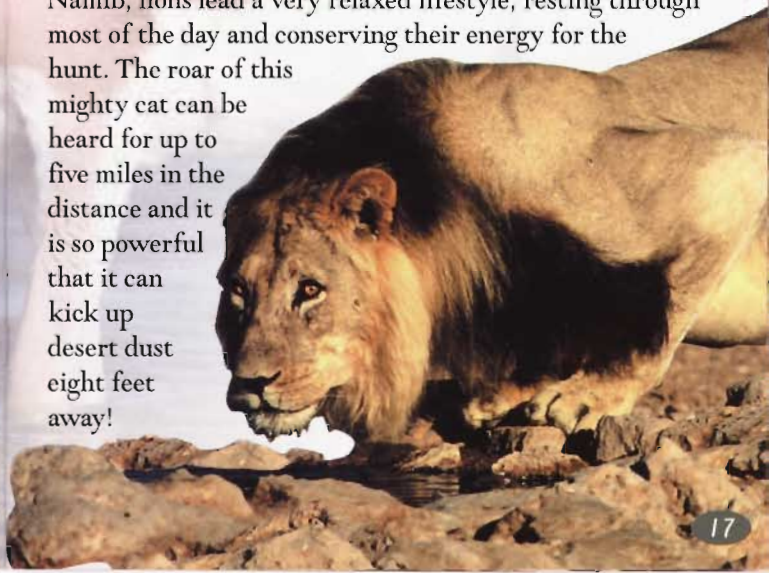 Namib, lions lead a very relaxed lifestyle, resting through
most of the day and conserving their energy for the
hunt. The roar of this
mighty cat can be
heard for up to
five miles in the
distance and it
is so powerful
that it can
kick up
desert dust
eight feet
away!
17